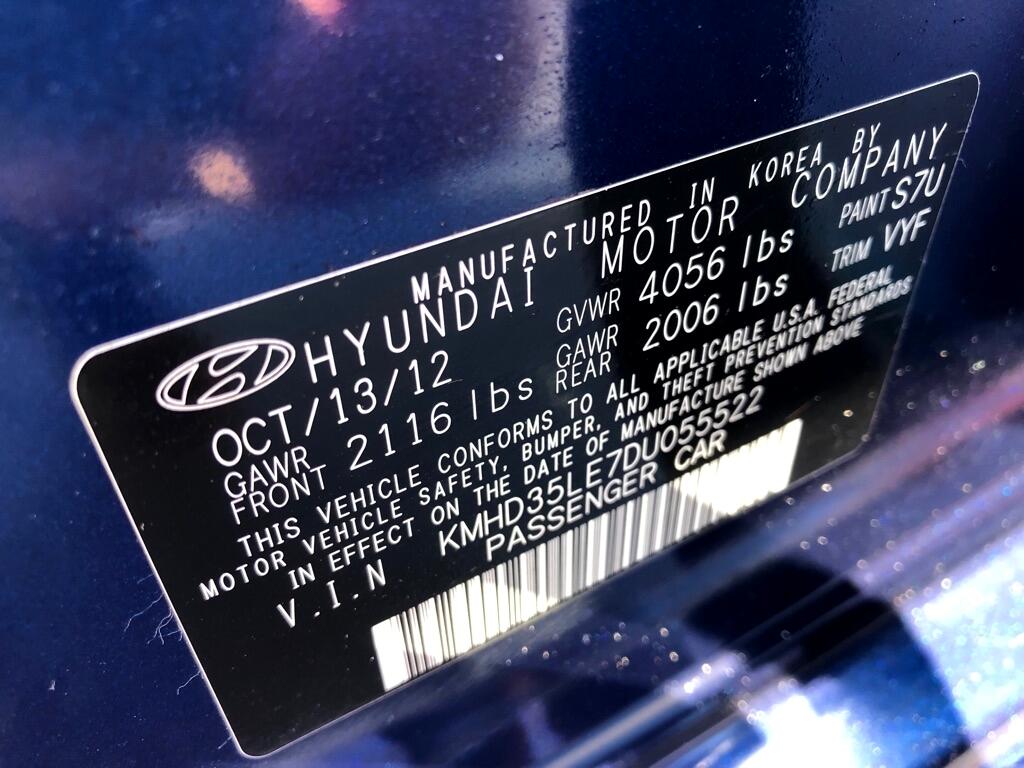 MANUFACTURED IN KOREA BY
HYUNDAI MOTOR COMPANY
OCT/13/12 GVWR 4056 lbs PAINT S7U
GAWR FRONT 2116 lbs GAWR REAR 2006 lbs TRIM VYF
THIS VEHICLE CONFORMS TO ALL APPLICABLE U.S.A. FEDERAL
MOTOR VEHICLE SAFETY, BUMPER, AND THEFT PREVENTION STANDARDS
IN EFFECT ON THE DATE OF MANUFACTURE SHOWN ABOVE
V.I.N KMHD35LE7DU055522
PASSENGER CAR